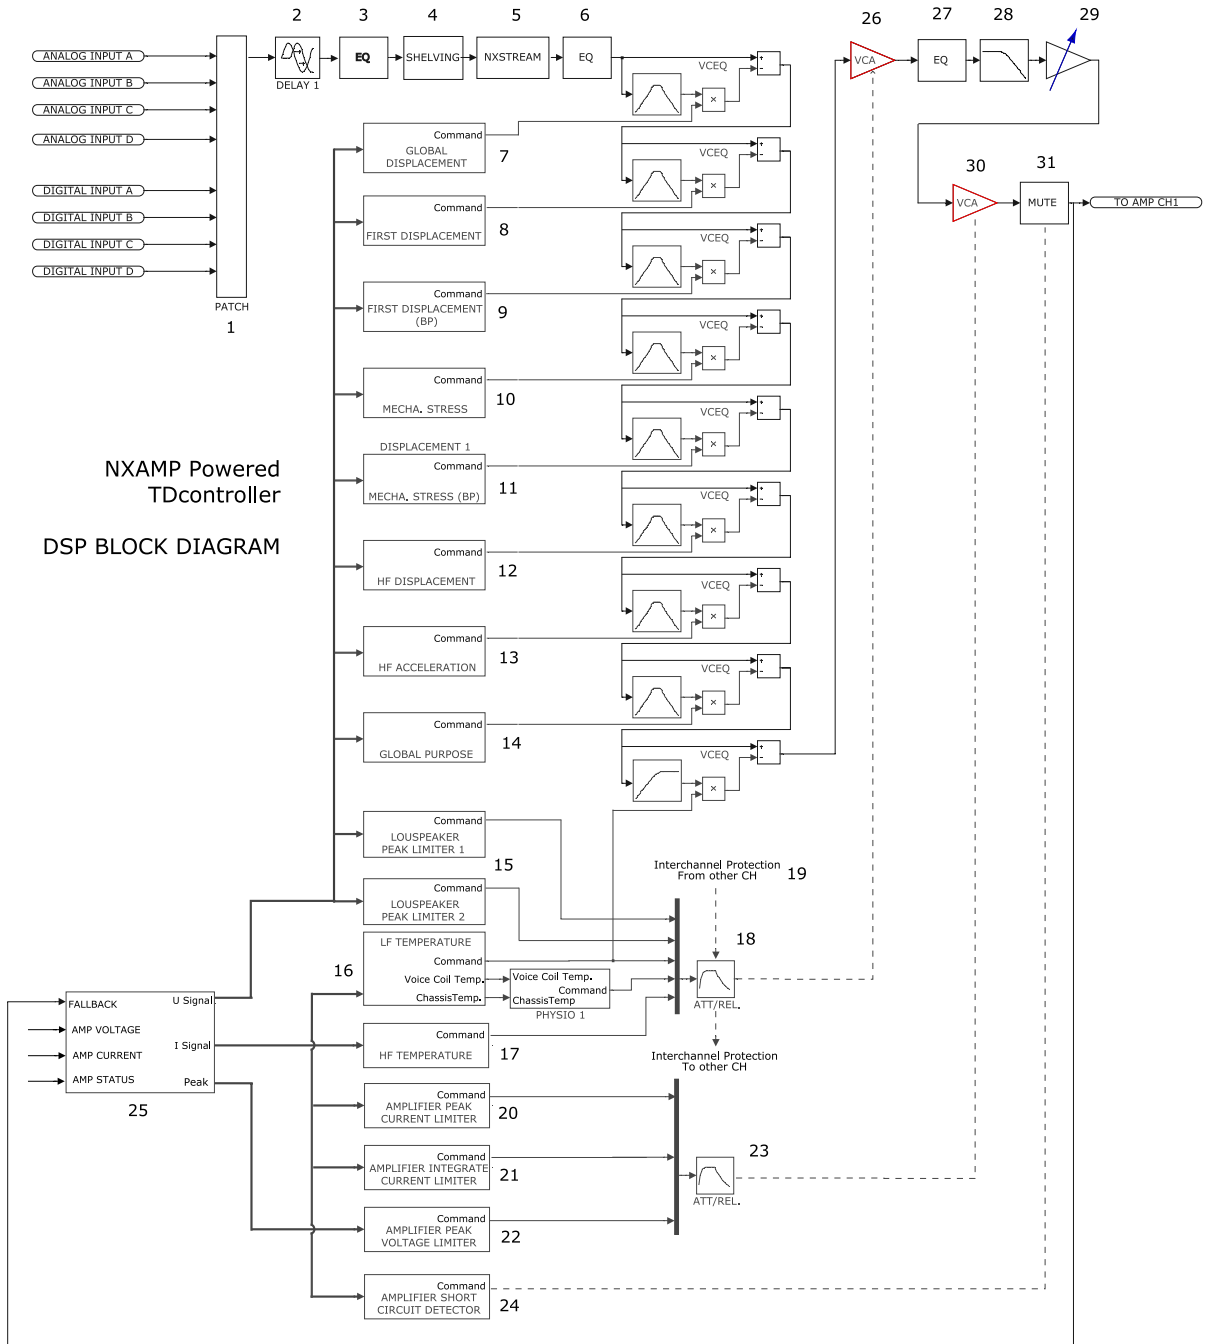 2
3
4
5
6
26
27
28
29
ANALOG INPUT A
ANALOG INPUT B
ANALOG INPUT C
ANALOG INPUT D
DIGITAL INPUT A
DIGITAL INPUT B
DIGITAL INPUT C
DIGITAL INPUT D
PATCH
1
DELAY 1
EQ
SHELVING
NXSTREAM
EQ
VCEQ
×
+
−
VCA
EQ
30
31
VCA
MUTE
TO AMP CH1
Command
GLOBAL
DISPLACEMENT
7
VCEQ
×
+
−
FIRST DISPLACEMENT
8
VCEQ
×
+
−
Command
FIRST DISPLACEMENT
(BP)
9
VCEQ
×
+
−
Command
MECHA. STRESS
10
VCEQ
×
+
−
DISPLACEMENT 1
Command
MECHA. STRESS (BP)
11
VCEQ
×
+
−
Command
HF DISPLACEMENT
12
VCEQ
×
+
−
Command
HF ACCELERATION
13
VCEQ
×
+
−
Command
GLOBAL PURPOSE
14
VCEQ
×
+
−
Command
NXAMP Powered
TDcontroller
DSP BLOCK DIAGRAM
Command
LOUSPEAKER
PEAK LIMITER 1
15
Command
LOUSPEAKER
PEAK LIMITER 2
Interchannel Protection
From other CH
19
LF TEMPERATURE
Command
Voice Coil Temp.
ChassisTemp.
16
Voice Coil Temp.
Command
ChassisTemp
PHYSIO 1
18
ATT/REL.
Interchannel Protection
To other CH
Command
HF TEMPERATURE
17
FALLBACK
AMP VOLTAGE
AMP CURRENT
AMP STATUS
U Signal
I Signal
Peak
25
Command
AMPLIFIER PEAK
CURRENT LIMITER
20
Command
AMPLIFIER INTEGRATE
CURRENT LIMITER
21
23
ATT/REL.
Command
AMPLIFIER PEAK
VOLTAGE LIMITER
22
Command
AMPLIFIER SHORT
CIRCUIT DETECTOR
24